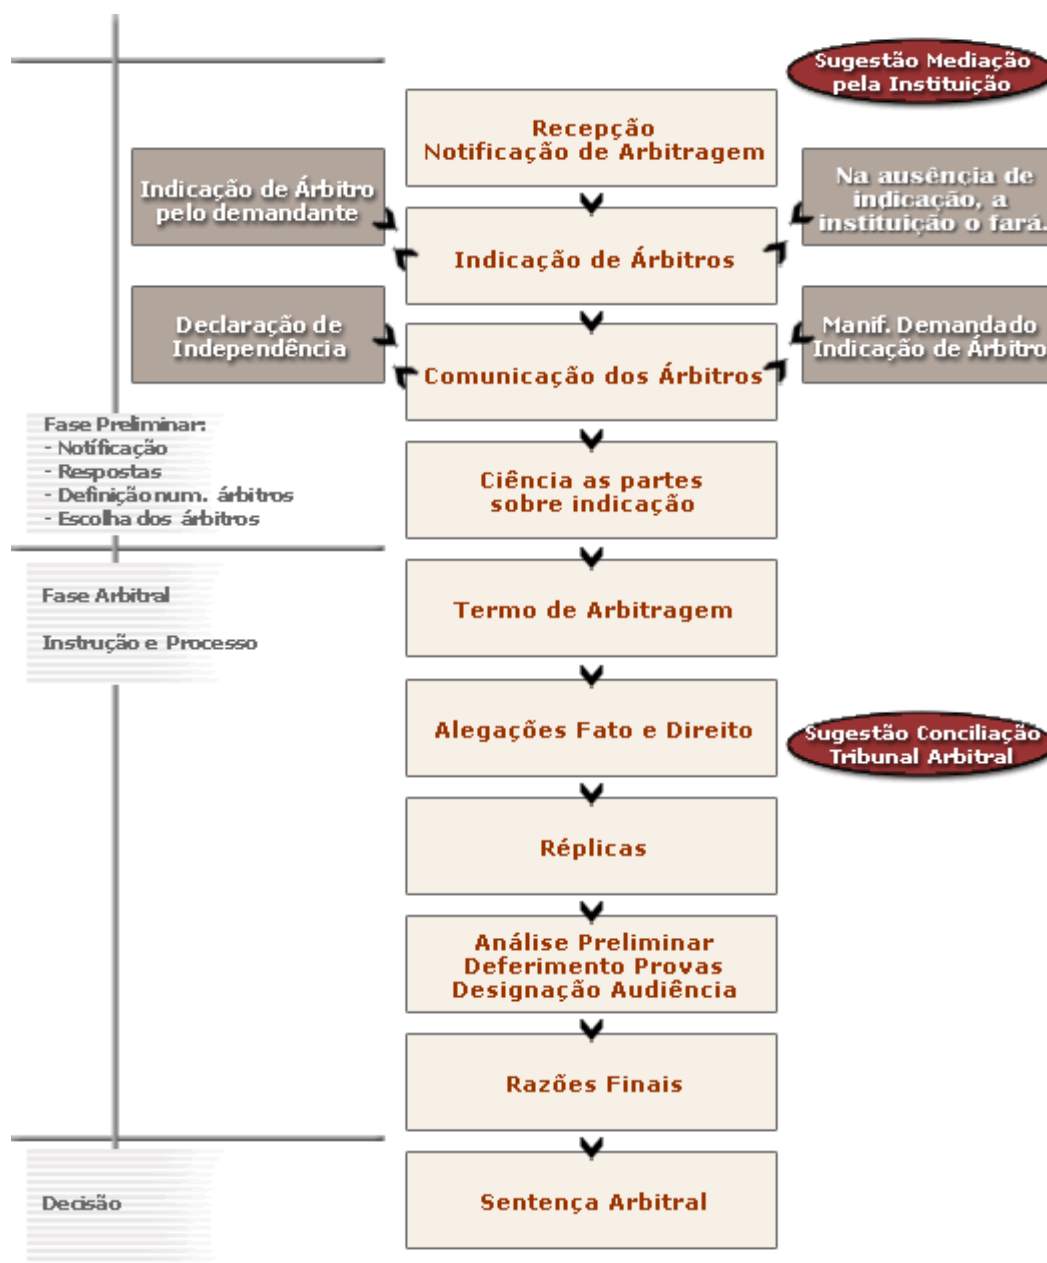 Sugestão Mediação
pela Instituição
Recepção
Notificação de Arbitragem
Indicação de Árbitro
pelo demandante
Na ausência de
indicação, a
instituição o fará.
Indicação de Árbitros
Declaração de
Independência
Manif. Demandado
Indicação de Árbitro
Comunicação dos Árbitros
Fase Preliminar:
- Notíficação
- Respostas
- Definição num. árbitros
- Escolha dos árbitros
Ciência as partes
sobre indicação
Fase Arbitral
Instrução e Processo
Termo de Arbitragem
Alegações Fato e Direito
Sugestão Conciliação
Tribunal Arbitral
Réplicas
Análise Preliminar
Deferimento Provas
Designação Audiência
Razões Finais
Decisão
Sentença Arbitral